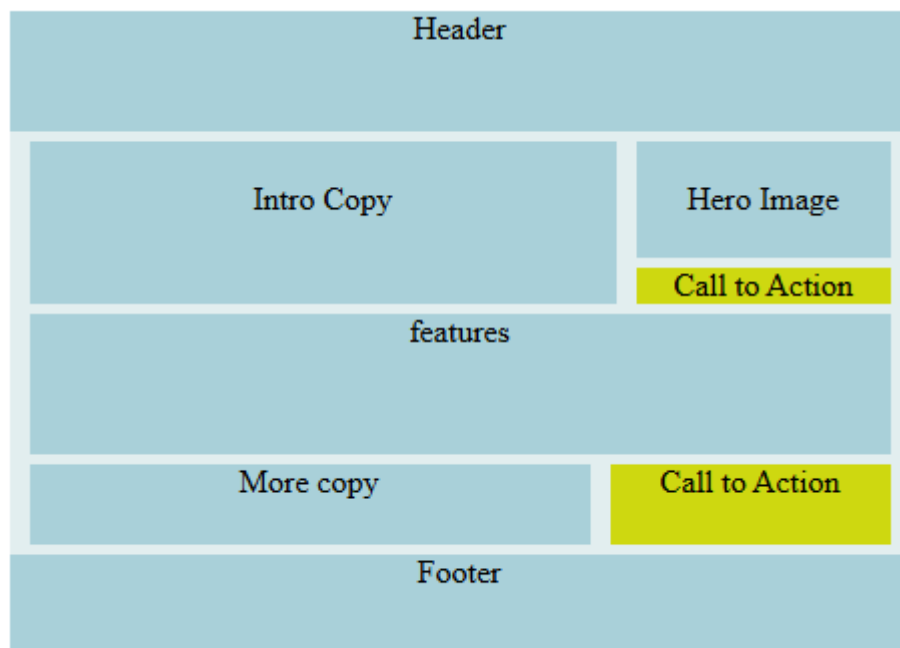 Header
Intro Copy
Hero Image
Call to Action
features
More copy
Call to Action
Footer